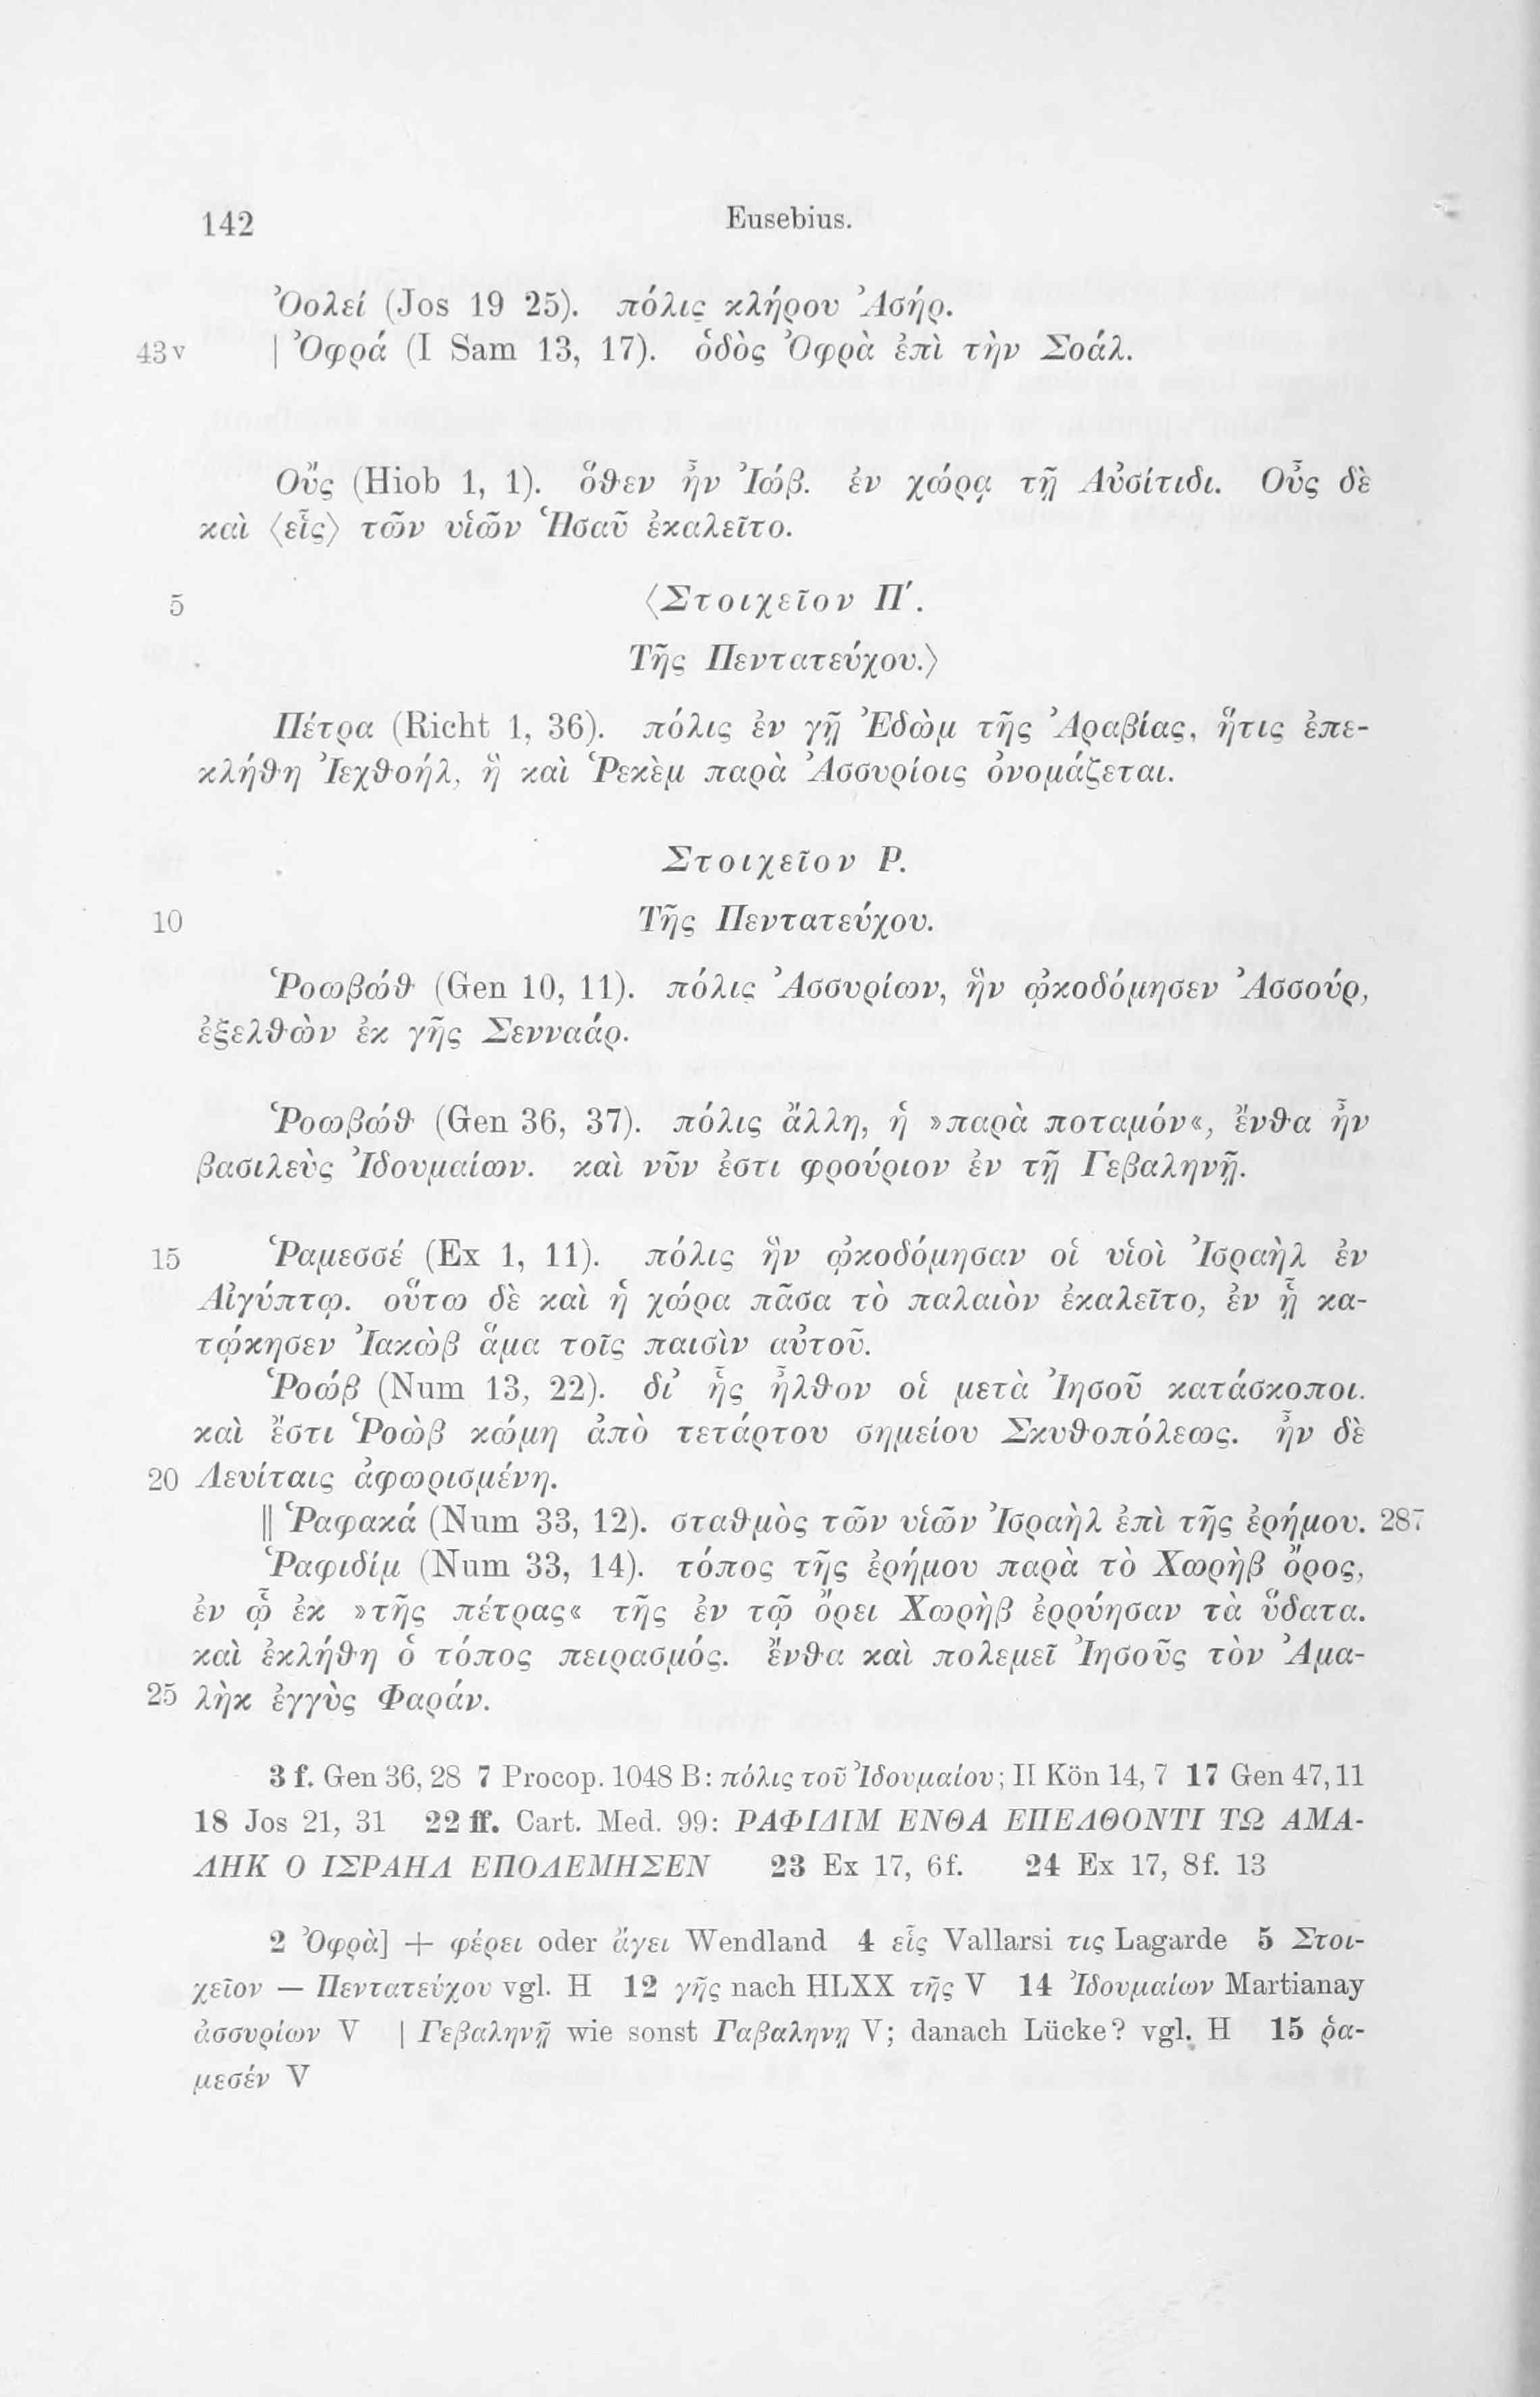 142 Eusebius.
Ὀολεί (Jos 19 25). πόλις κλήρου Ἀσήρ.
43v | Ὀφρά (I Sam 13, 17). ὁδὸς Ὀφρὰ ἐπὶ τὴν Σοάλ.
Οὔς (Hiob 1, 1). ὅθεν ἦν Ἰώβ. ἐν χώρᾳ τῇ Αὐσίτιδι. Οὖς δὲ
καὶ ⟨εἷς⟩ τῶν υἱῶν Ἡσαῦ ἐκαλεῖτο.
5 ⟨Στοιχεῖον Π′.
Τῆς Πεντατεύχου.⟩
Πέτρα (Richt 1, 36). πόλις ἐν γῇ Ἐδὼμ τῆς Ἀραβίας, ἥτις ἐπε-
κλήθη Ἰεχθοήλ, ἣ καὶ Ῥεκὲμ παρὰ Ἀσσυρίοις ὀνομάζεται.
Στοιχεῖον Ρ.
10 Τῆς Πεντατεύχου.
Ῥοωβώθ (Gen 10, 11). πόλις Ἀσσυρίων, ἣν ᾠκοδόμησεν Ἀσσούρ,
ἐξελθὼν ἐκ γῆς Σενναάρ.
Ῥοωβώθ (Gen 36, 37). πόλις ἄλλη, ἡ »παρὰ ποταμόν«, ἔνθα ἦν
βασιλεὺς Ἰδουμαίων. καὶ νῦν ἐστι φρούριον ἐν τῇ Γεβαληνῇ.
15 Ῥαμεσσέ (Ex 1, 11). πόλις ἣν ᾠκοδόμησαν οἱ υἱοὶ Ἰσραὴλ ἐν
Αἰγύπτῳ. οὕτω δὲ καὶ ἡ χώρα πᾶσα τὸ παλαιὸν ἐκαλεῖτο, ἐν ᾗ κα-
τῴκησεν Ἰακὼβ ἅμα τοῖς παισὶν αὐτοῦ.
Ῥοώβ (Num 13, 22). δι’ ἧς ἦλθον οἱ μετὰ Ἰησοῦ κατάσκοποι.
καὶ ἔστι Ῥοὼβ κώμη ἀπὸ τετάρτου σημείου Σκυθοπόλεως. ἦν δὲ
20 Λευίταις ἀφωρισμένη.
|| Ῥαφακά (Num 33, 12). σταθμὸς τῶν υἱῶν Ἰσραὴλ ἐπὶ τῆς ἐρήμου. 287
Ῥαφιδίμ (Num 33, 14). τόπος τῆς ἐρήμου παρὰ τὸ Χωρὴβ ὄρος,
ἐν ᾧ ἐκ »τῆς πέτρας« τῆς ἐν τῷ ὄρει Χωρὴβ ἐρρύησαν τὰ ὕδατα.
καὶ ἐκλήθη ὁ τόπος πειρασμός. ἔνθα καὶ πολεμεῖ Ἰησοῦς τὸν Ἀμα-
25 λὴκ ἐγγὺς Φαράν.
3 f. Gen 36, 28 7 Procop. 1048 B: πόλις τοῦ Ἰδουμαίου; II Kön 14, 7 17 Gen 47, 11
18 Jos 21, 31 22 ff. Cart. Med. 99: ΡΑΦΙΔΙΜ ΕΝΘΑ ΕΠΕΛΘΟΝΤΙ ΤΩ ΑΜΑ-
ΛΗΚ Ο ΙΣΡΑΗΛ ΕΠΟΛΕΜΗΣΕΝ 23 Ex 17, 6 f. 24 Ex 17, 8 f. 13
2 Ὀφρὰ] + φέρει oder ἄγει Wendland 4 εἷς Vallarsi τις Lagarde 5 Στοι-
χεῖον — Πεντατεύχου vgl. H 12 γῆς nach HLXX τῆς V 14 Ἰδουμαίων Martianay
ἀσσυρίων V | Γεβαληνῇ wie sonst Γαβαληνῃ V; danach Lücke? vgl. H 15 ῥα-
μεσέν V